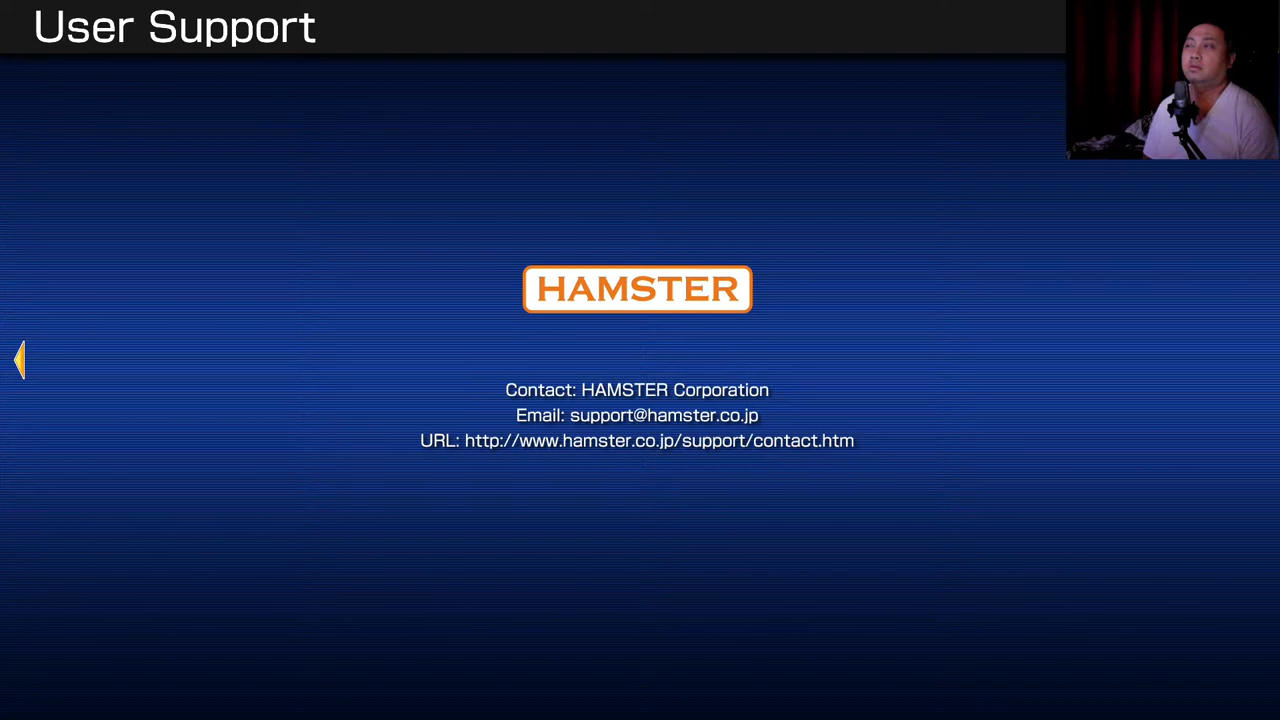 User Support
HAMSTER
Contact: HAMSTER Corporation
Email: support@hamster.co.jp
URL: http://www.hamster.co.jp/support/contact.htm